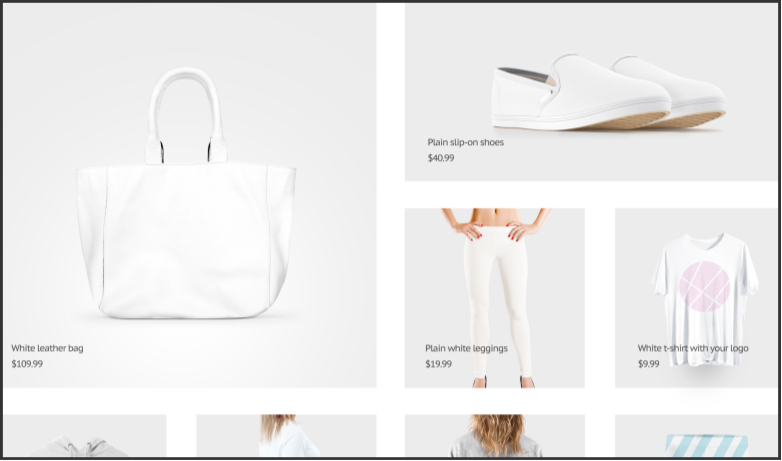 Plain slip-on shoes
$40.99
White leather bag
$109.99
Plain white leggings
$19.99
White t-shirt with your logo
$9.99